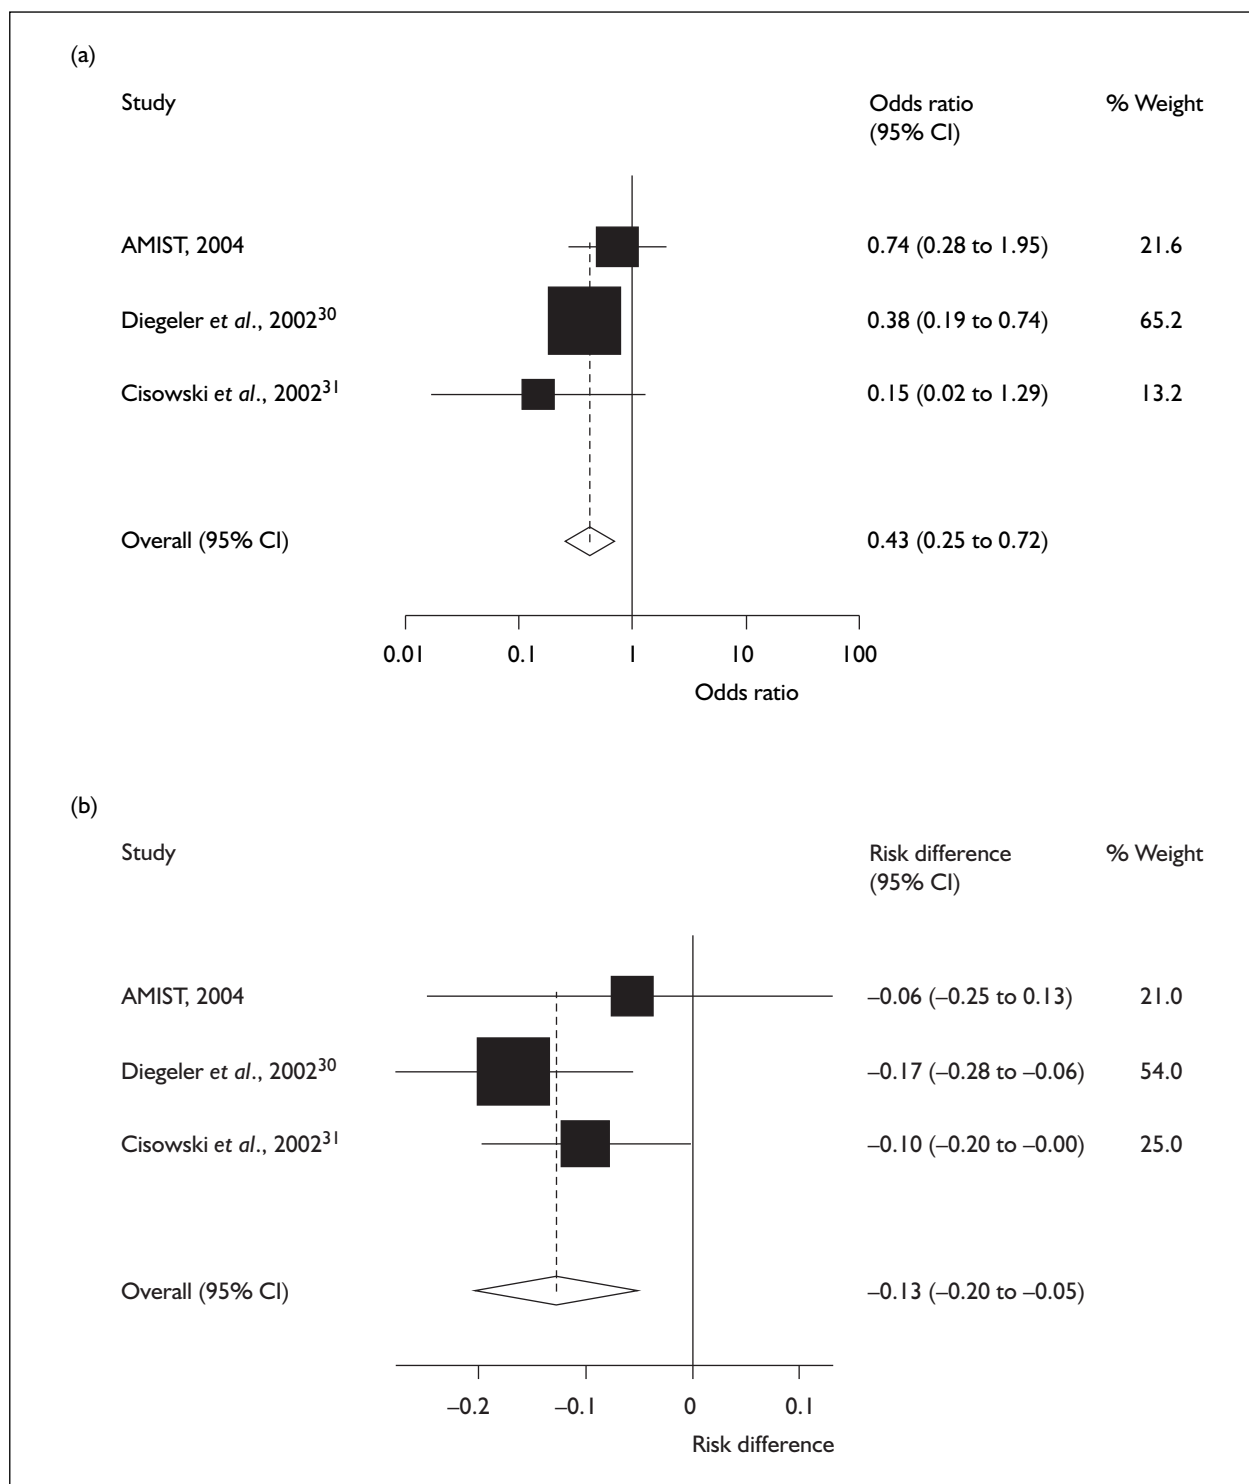 (a)
Study Odds ratio % Weight
(95% CI)
AMIST, 2004 0.74 (0.28 to 1.95) 21.6
Diegeler et al., 2002³⁰ 0.38 (0.19 to 0.74) 65.2
Cisowski et al., 2002³¹ 0.15 (0.02 to 1.29) 13.2
Overall (95% CI) 0.43 (0.25 to 0.72)
0.01 0.1 1 10 100
Odds ratio
(b)
Study Risk difference % Weight
(95% CI)
AMIST, 2004 –0.06 (–0.25 to 0.13) 21.0
Diegeler et al., 2002³⁰ –0.17 (–0.28 to –0.06) 54.0
Cisowski et al., 2002³¹ –0.10 (–0.20 to –0.00) 25.0
Overall (95% CI) –0.13 (–0.20 to –0.05)
–0.2 –0.1 0 0.1
Risk difference